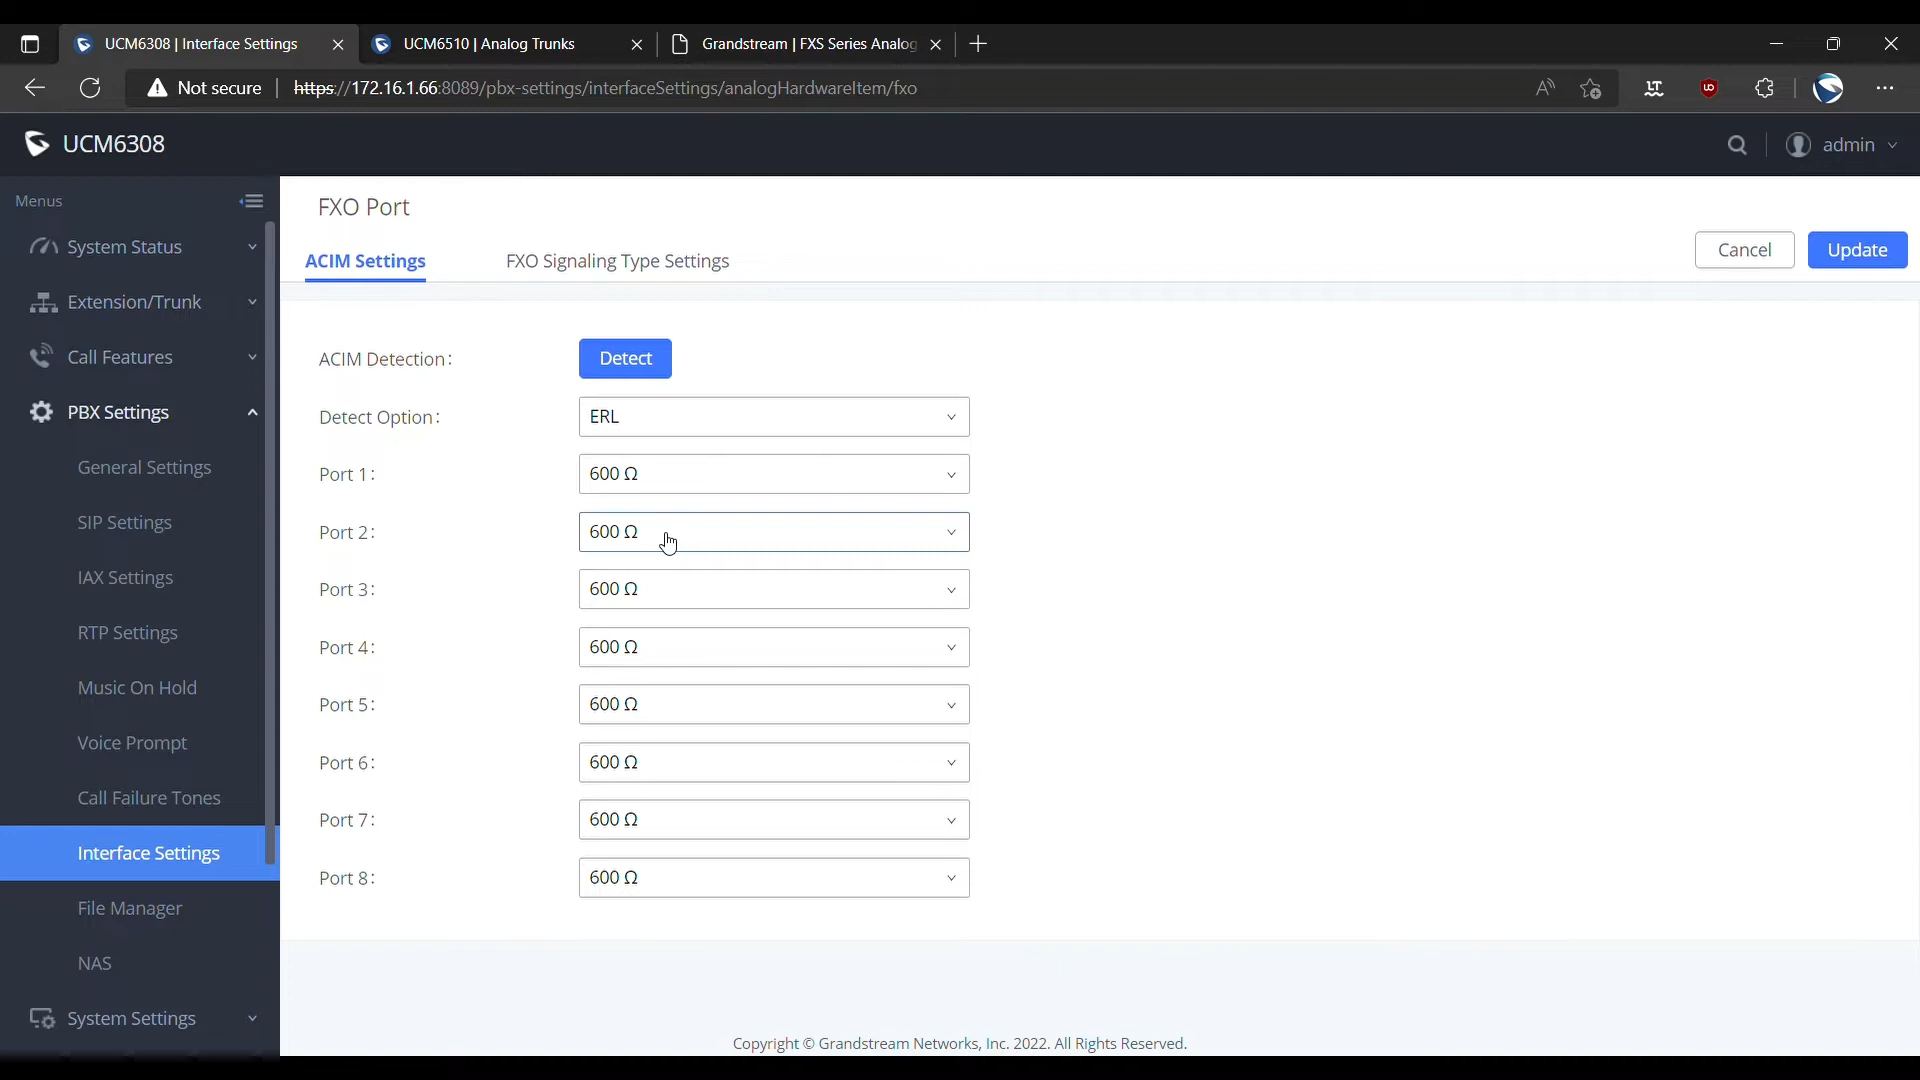 UCM6308 | Interface Settings
UCM6510 | Analog Trunks
Grandstream | FXS Series Analog
Not secure
https://172.16.1.66:8089/pbx-settings/interfaceSettings/analogHardwareItem/fxo
UCM6308
admin
Menus
System Status
Extension/Trunk
Call Features
PBX Settings
General Settings
SIP Settings
IAX Settings
RTP Settings
Music On Hold
Voice Prompt
Call Failure Tones
Interface Settings
File Manager
NAS
System Settings
FXO Port
ACIM Settings
FXO Signaling Type Settings
Cancel
Update
ACIM Detection:
Detect
Detect Option:
ERL
Port 1:
600 Ω
Port 2:
600 Ω
Port 3:
600 Ω
Port 4:
600 Ω
Port 5:
600 Ω
Port 6:
600 Ω
Port 7:
600 Ω
Port 8:
600 Ω
Copyright © Grandstream Networks, Inc. 2022. All Rights Reserved.